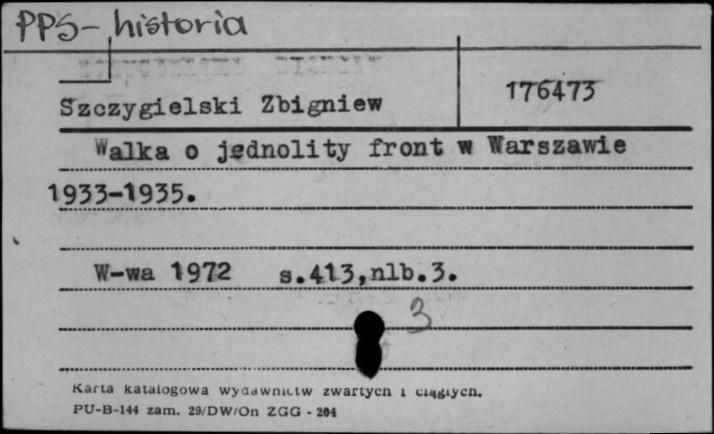 PPS - historia
Szczygielski Zbigniew
176473
Walka o jednolity front w Warszawie
1933-1935.
W-wa 1972 s.413,nlb.3.
3
Karta katalogowa wydawnictw zwartych i ciągłych.
PU-B-144 zam. 29/DW/On ZGG - 204